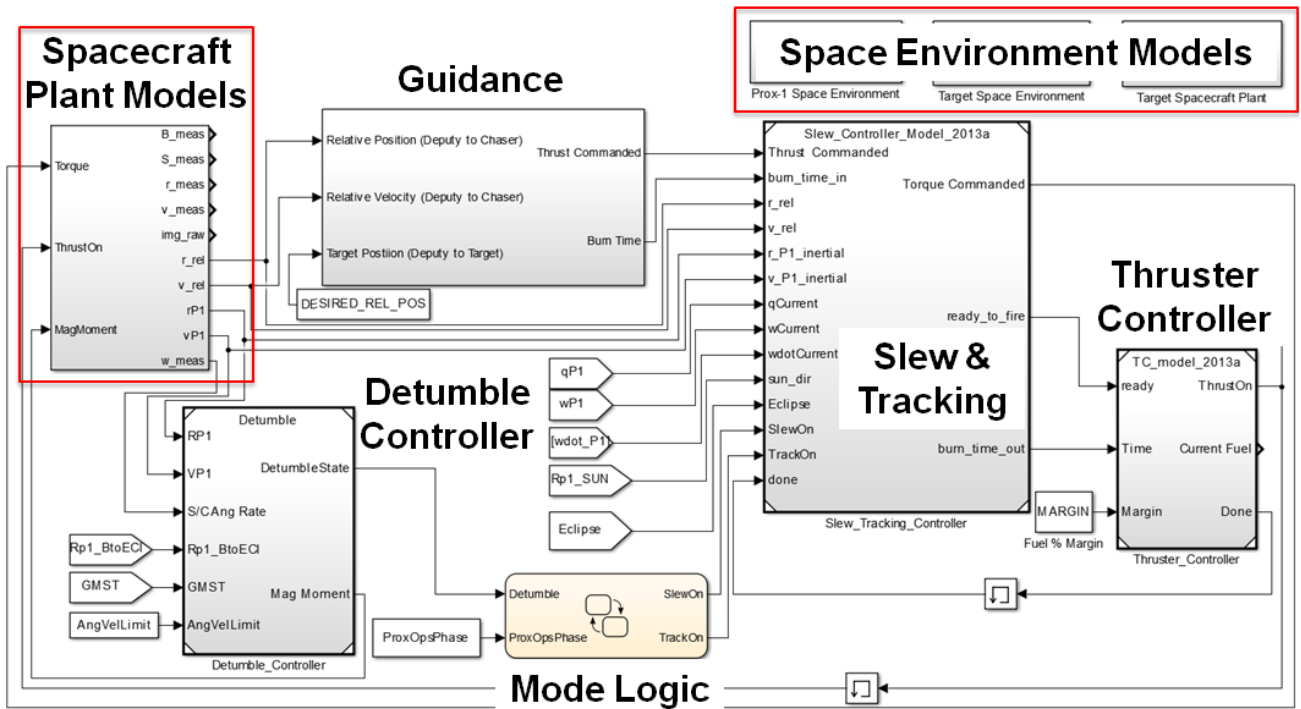 Spacecraft
Plant Models
B_meas
S_meas
r_meas
v_meas
img_raw
r_rel
v_rel
rP1
vP1
w_meas
Torque
ThrustOn
MagMoment
Guidance
Relative Position (Deputy to Chaser)
Relative Velocity (Deputy to Chaser)
Target Postiion (Deputy to Target)
Thrust Commanded
Burn Time
DESIRED_REL_POS
Space Environment Models
Prox-1 Space Environment
Target Space Environment
Target Spacecraft Plant
Slew_Controller_Model_2013a
Thrust Commanded
burn_time_in
r_rel
v_rel
r_P1_inertial
v_P1_inertial
qCurrent
wCurrent
wdotCurrent
sun_dir
Eclipse
SlewOn
TrackOn
done
Torque Commanded
ready_to_fire
burn_time_out
Slew &
Tracking
Slew_Tracking_Controller
Thruster
Controller
TC_model_2013a
ready
Time
Margin
ThrustOn
Current Fuel
Done
MARGIN
Fuel % Margin
Thruster_Controller
qP1
wP1
[wdot_P1]
Rp1_SUN
Eclipse
Detumble
Controller
Detumble
RP1
VP1
S/CAng Rate
Rp1_BtoECI
GMST
AngVelLimit
DetumbleState
Mag Moment
Rp1_BtoECI
GMST
AngVelLimit
Detumble_Controller
ProxOpsPhase
Detumble
ProxOpsPhase
SlewOn
TrackOn
Mode Logic